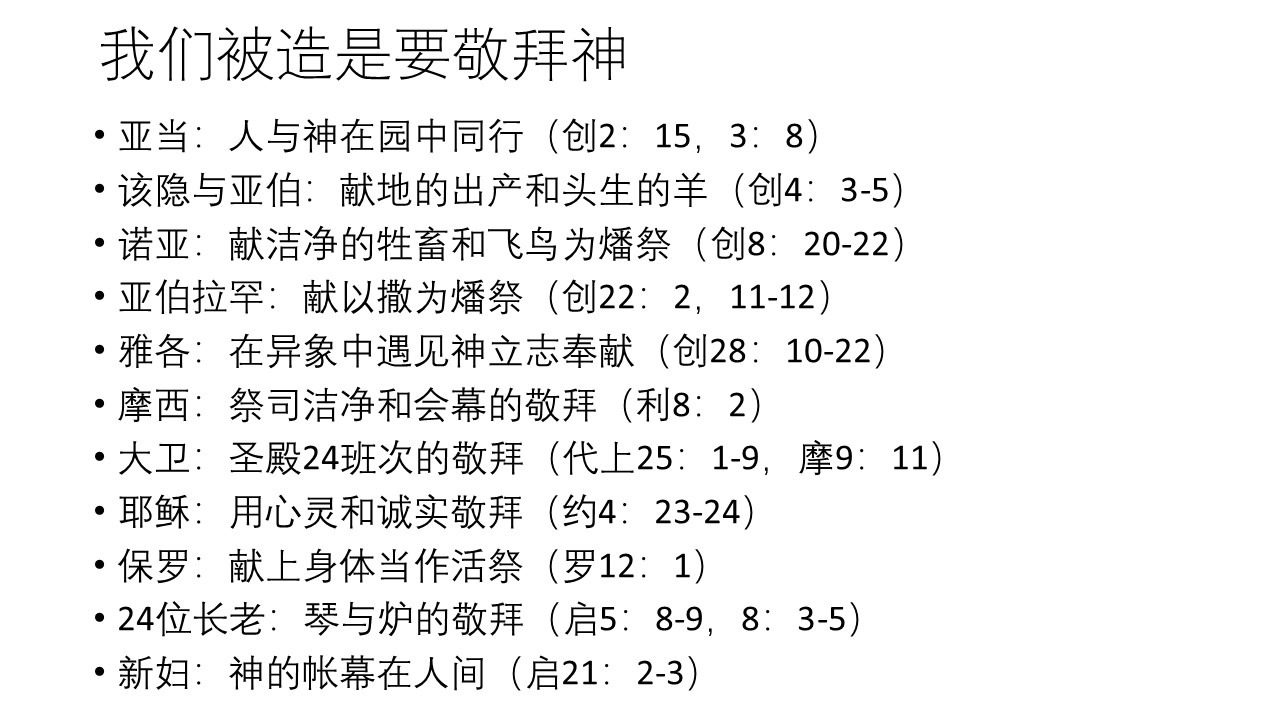 我们被造是要敬拜神
• 亚当：人与神在园中同行（创2：15，3：8）
• 该隐与亚伯：献地的出产和头生的羊（创4：3-5）
• 诺亚：献洁净的牲畜和飞鸟为燔祭（创8：20-22）
• 亚伯拉罕：献以撒为燔祭（创22：2，11-12）
• 雅各：在异象中遇见神立志奉献（创28：10-22）
• 摩西：祭司洁净和会幕的敬拜（利8：2）
• 大卫：圣殿24班次的敬拜（代上25：1-9，摩9：11）
• 耶稣：用心灵和诚实敬拜（约4：23-24）
• 保罗：献上身体当作活祭（罗12：1）
• 24位长老：琴与炉的敬拜（启5：8-9，8：3-5）
• 新妇：神的帐幕在人间（启21：2-3）